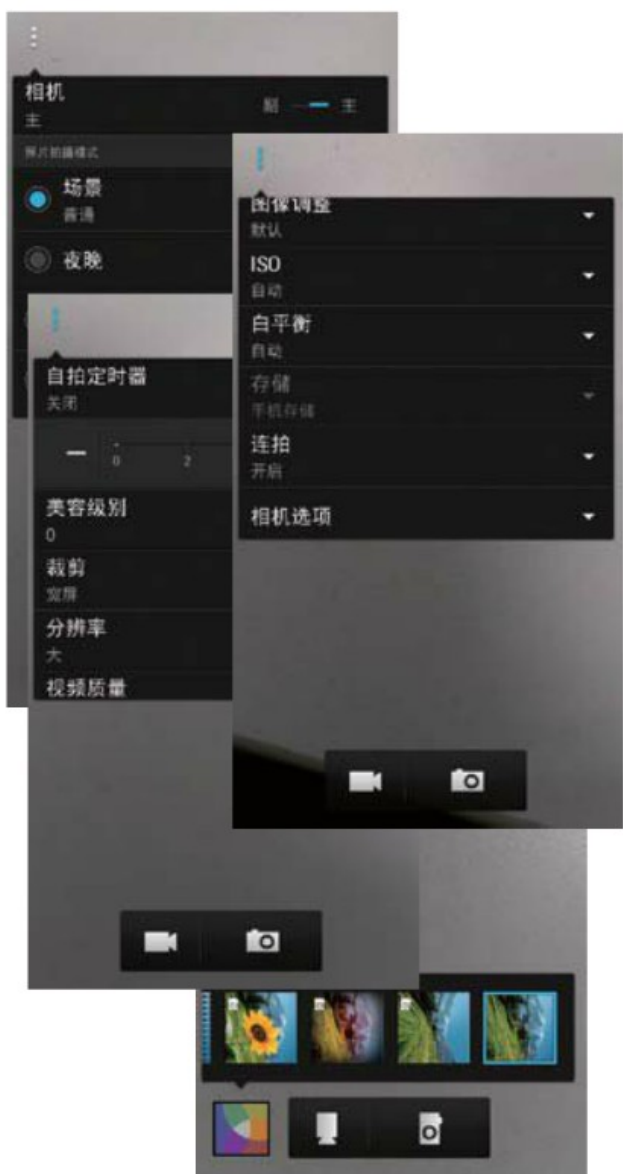 相机
主
副 主
照片拍摄模式
场景
普通
夜晚
图像调整
默认
ISO
自动
白平衡
自动
存储
手机存储
连拍
开启
相机选项
自拍定时器
关闭
0 2
美容级别
0
裁剪
宽屏
分辨率
大
视频质量